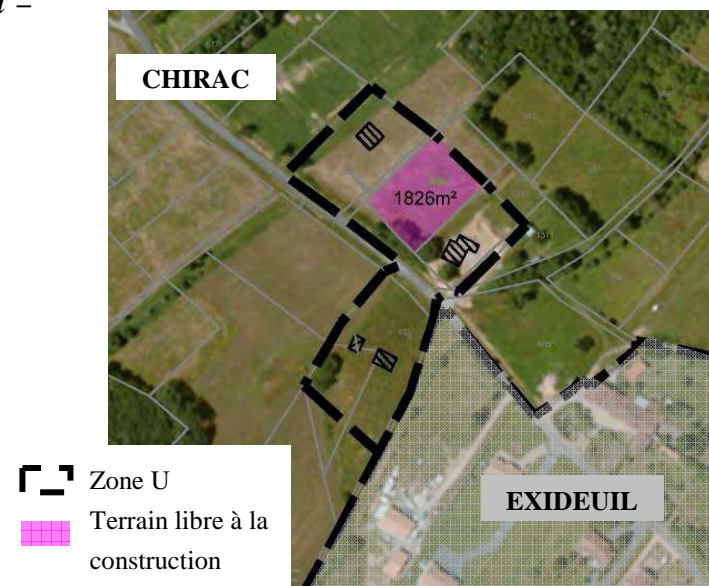 CHIRAC
1826m²
EXIDEUIL
Zone U
Terrain libre à la
construction